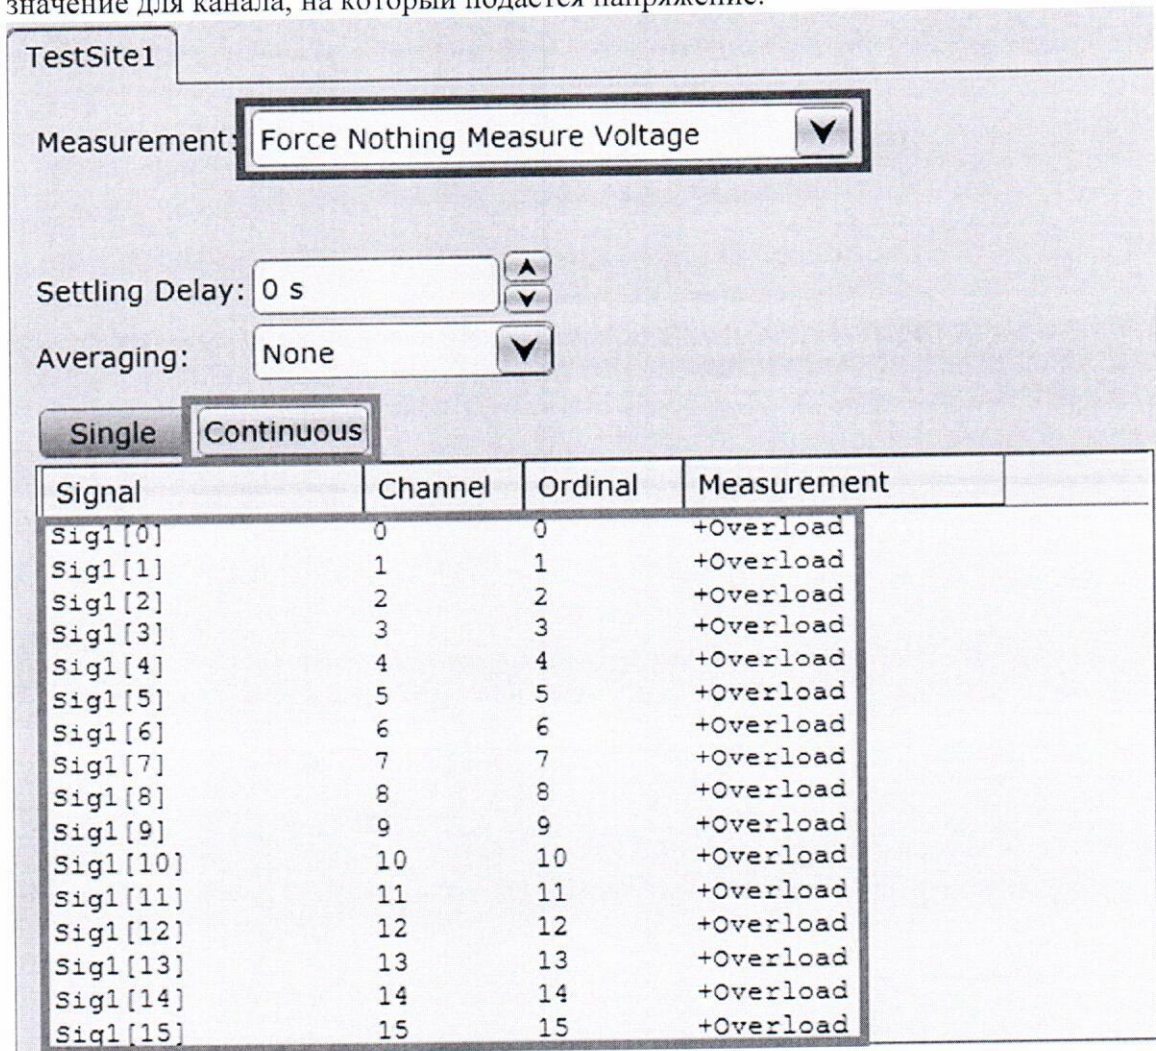 значение для канала, на который подается напряжение.
TestSite1
Measurement: Force Nothing Measure Voltage
Settling Delay: 0 s
Averaging: None
Single Continuous
Signal Channel Ordinal Measurement
Sig1[0] 0 0 +Overload
Sig1[1] 1 1 +Overload
Sig1[2] 2 2 +Overload
Sig1[3] 3 3 +Overload
Sig1[4] 4 4 +Overload
Sig1[5] 5 5 +Overload
Sig1[6] 6 6 +Overload
Sig1[7] 7 7 +Overload
Sig1[8] 8 8 +Overload
Sig1[9] 9 9 +Overload
Sig1[10] 10 10 +Overload
Sig1[11] 11 11 +Overload
Sig1[12] 12 12 +Overload
Sig1[13] 13 13 +Overload
Sig1[14] 14 14 +Overload
Sig1[15] 15 15 +Overload